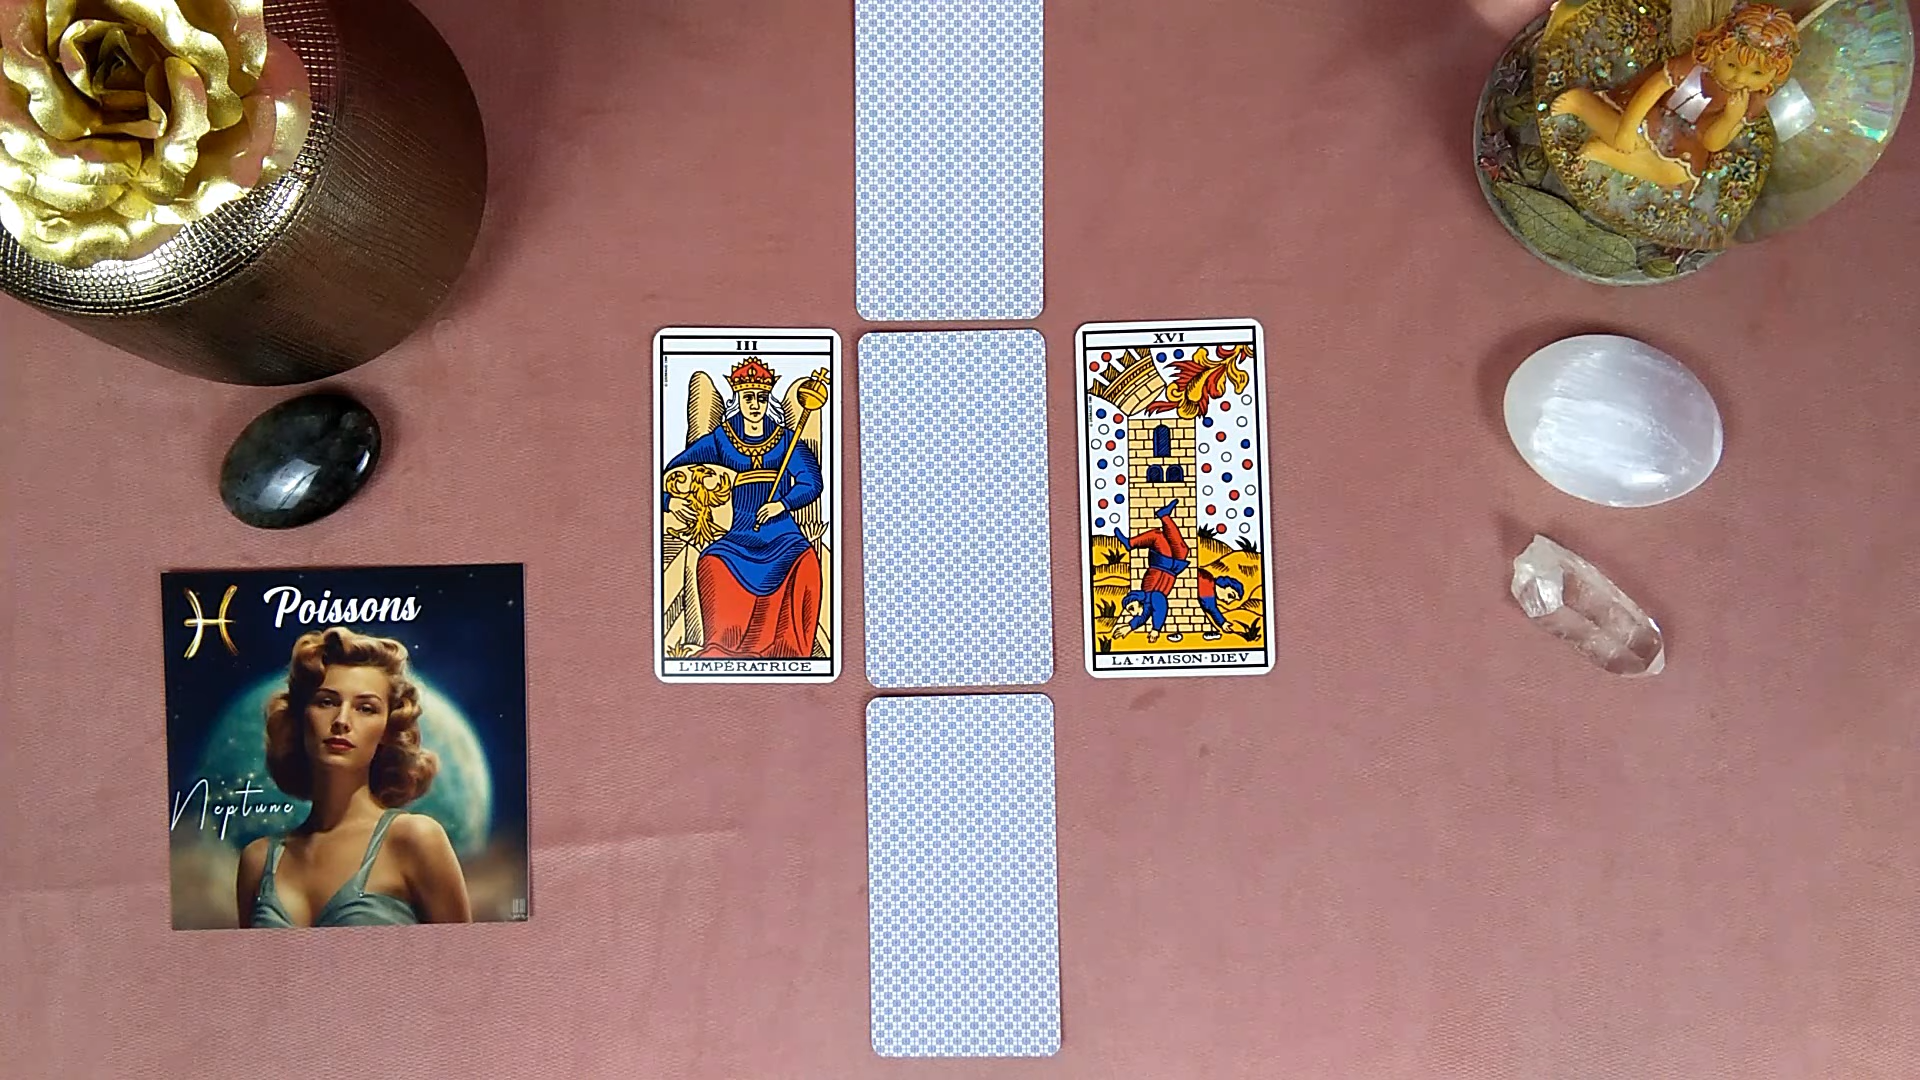 III
L'IMPÉRATRICE
XVI
LA·MAISON·DIEV
Poissons
Neptune